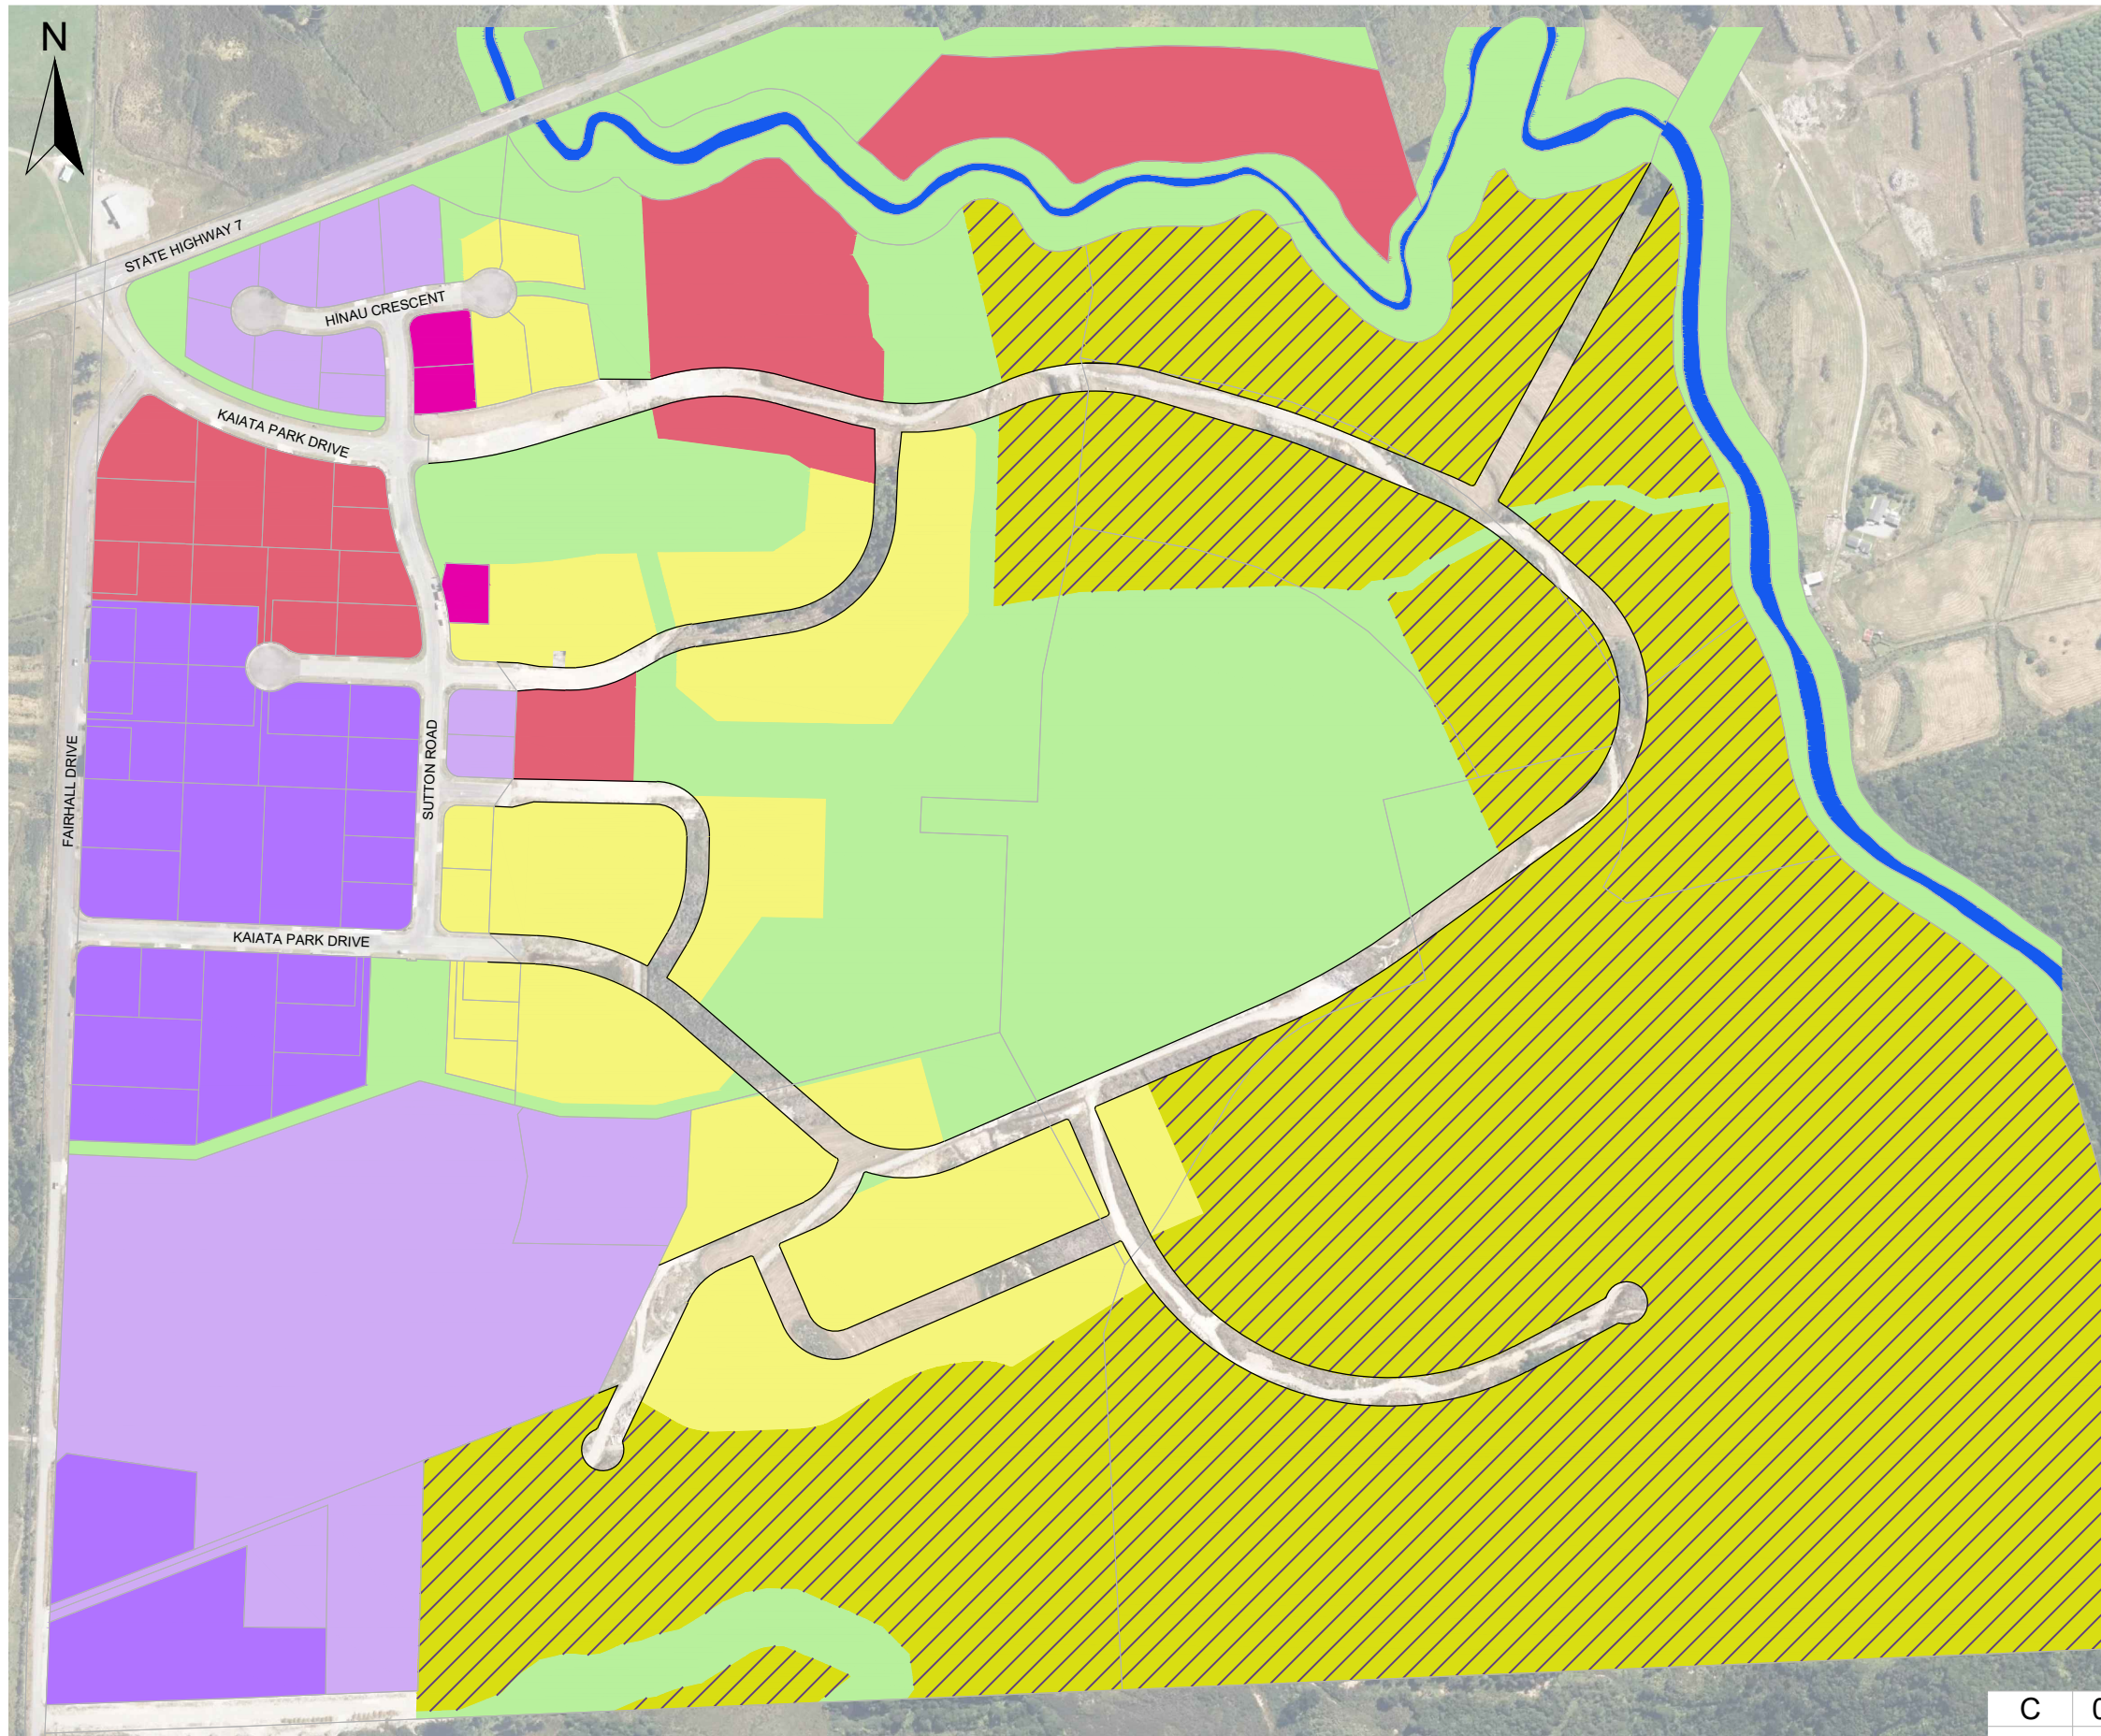 N
STATE HIGHWAY 7
HINAU CRESCENT
KAIATA PARK DRIVE
FAIRHALL DRIVE
SUTTON ROAD
KAIATA PARK DRIVE
C